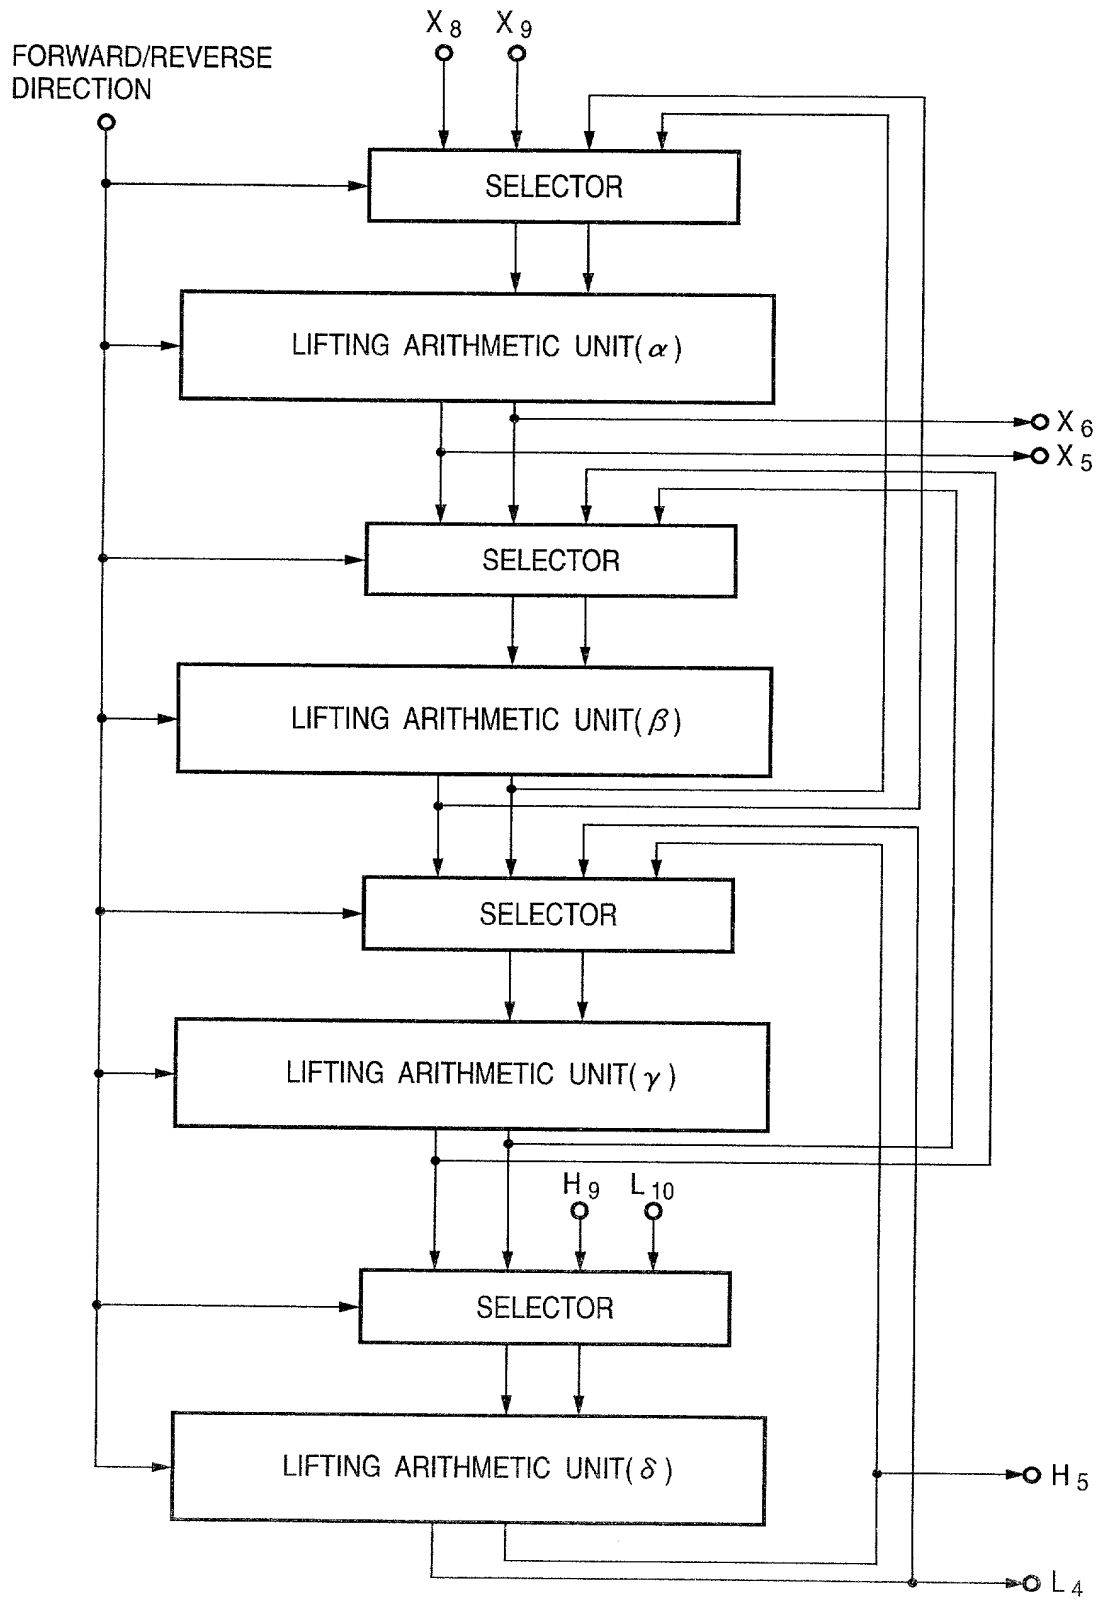 X8 X9
FORWARD/REVERSE
DIRECTION
SELECTOR
LIFTING ARITHMETIC UNIT(α)
X6
X5
SELECTOR
LIFTING ARITHMETIC UNIT(β)
SELECTOR
LIFTING ARITHMETIC UNIT(γ)
H9 L10
SELECTOR
LIFTING ARITHMETIC UNIT(δ)
H5
L4